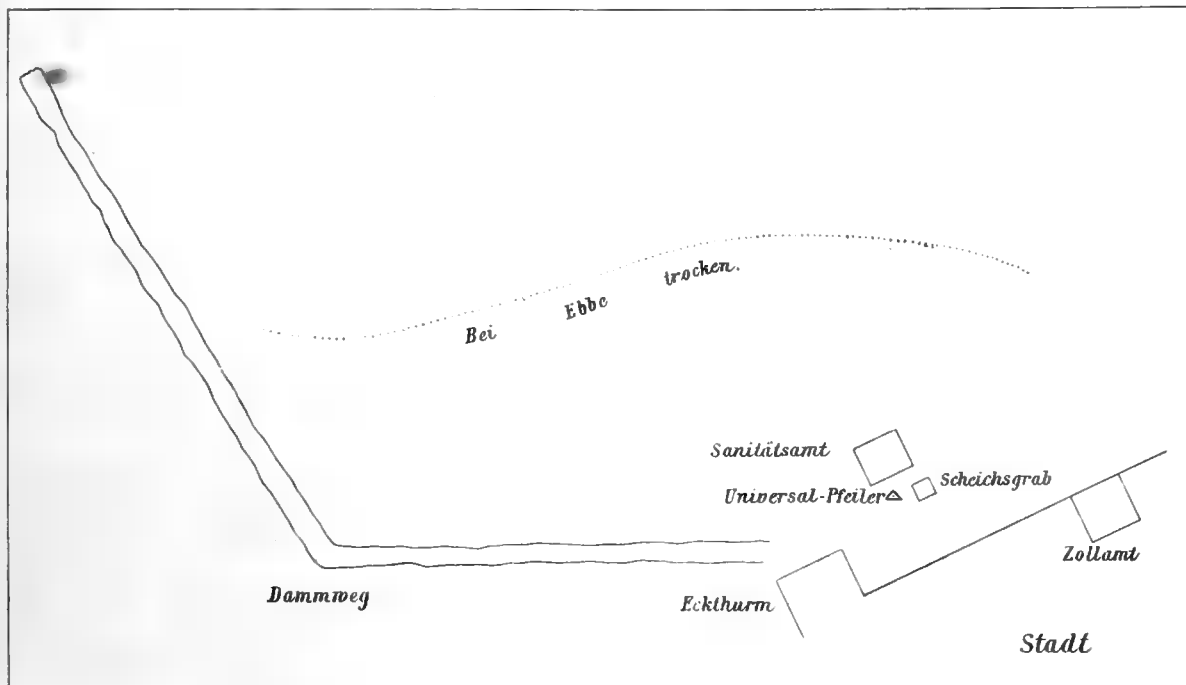 Bei Ebbe trocken.
Sanitätsamt
Scheichsgrab
Universal-Pfeiler
Zollamt
Dammweg
Eckthurm
Stadt